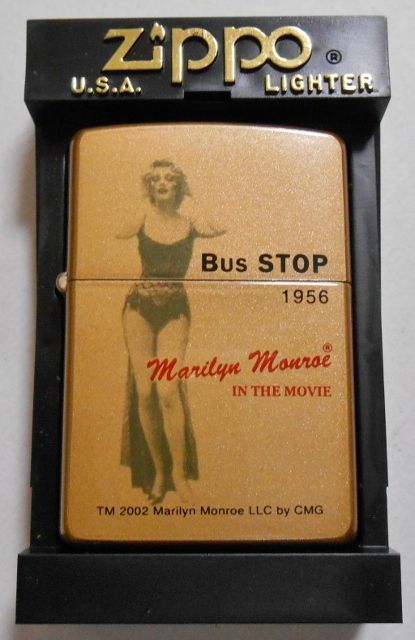 Zippo ®
U.S.A. LIGHTER
BUS STOP
1956
Marilyn Monroe®
IN THE MOVIE
TM 2002 Marilyn Monroe LLC by CMG